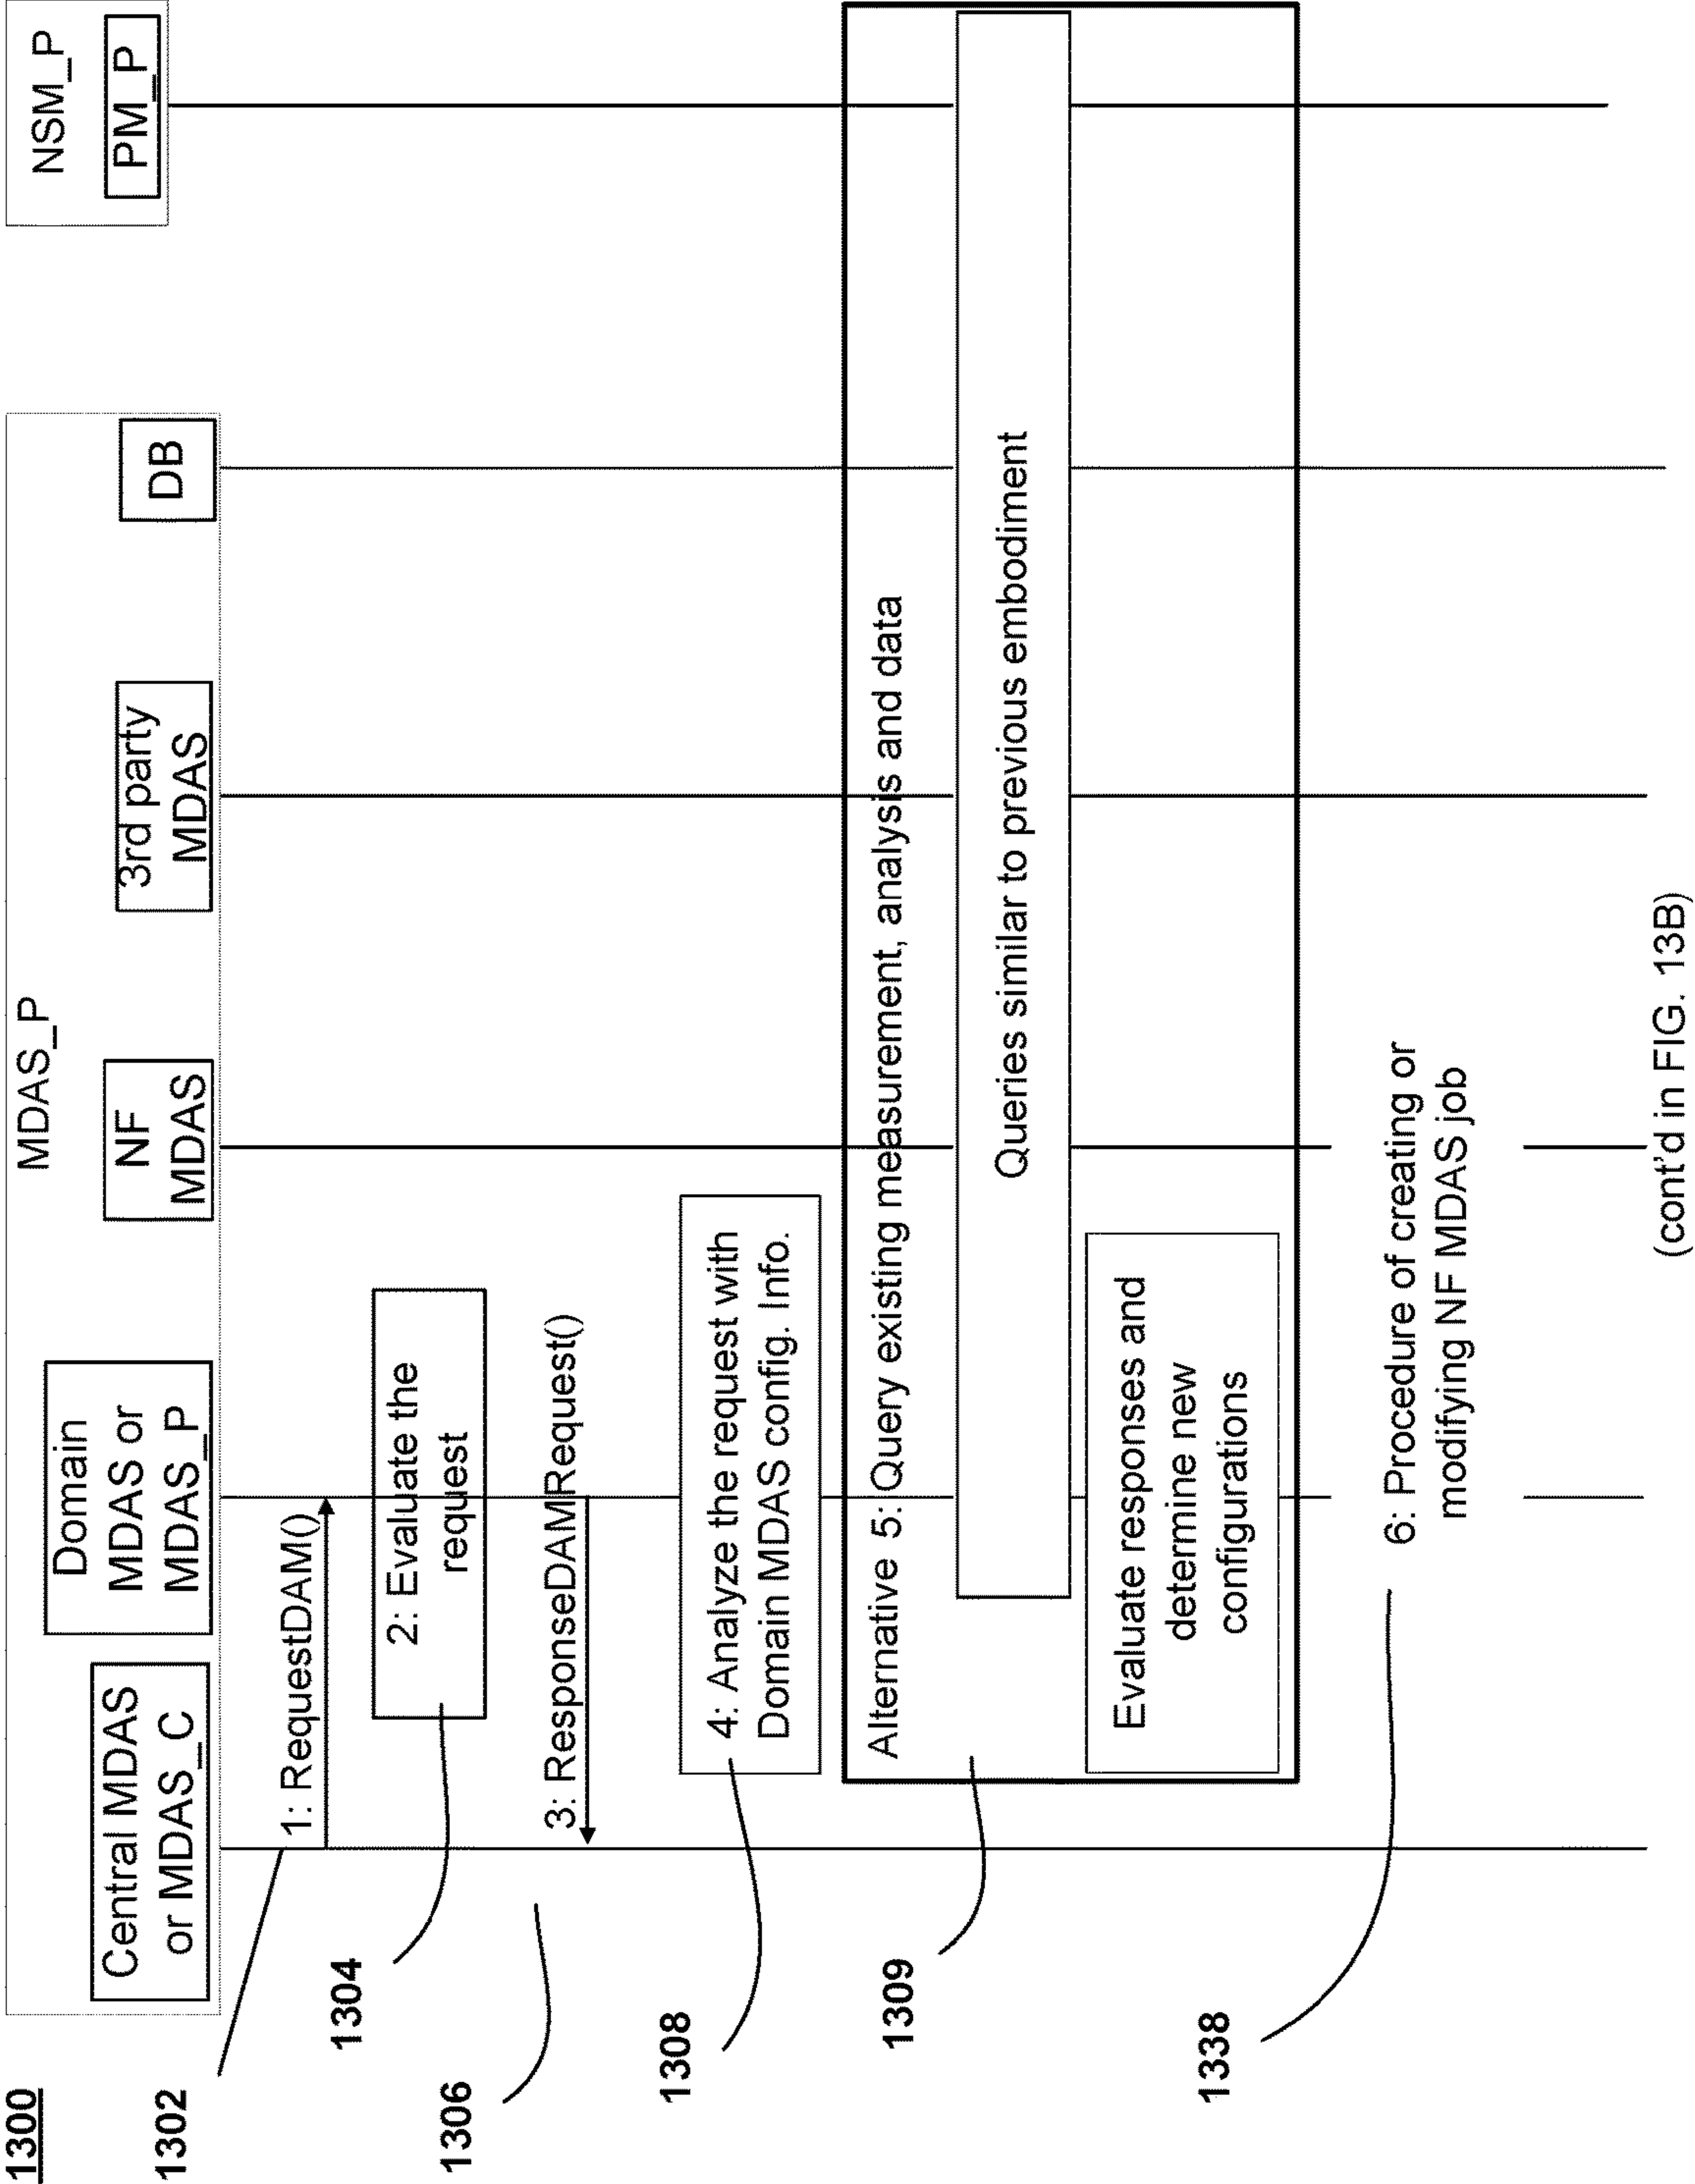 1300
MDAS_P
NSM_P
Central MDAS
or MDAS_C
Domain
MDAS or
MDAS_P
NF
MDAS
3rd party
MDAS
DB
PM_P
1302
1: RequestDAM()
1304
2: Evaluate the
request
1306
3: ResponseDAMRequest()
1308
4: Analyze the request with
Domain MDAS config. Info.
1309
Alternative 5: Query existing measurement, analysis and data
Queries similar to previous embodiment
Evaluate responses and
determine new
configurations
1338
6: Procedure of creating or
modifying NF MDAS job
(cont'd in FIG. 13B)